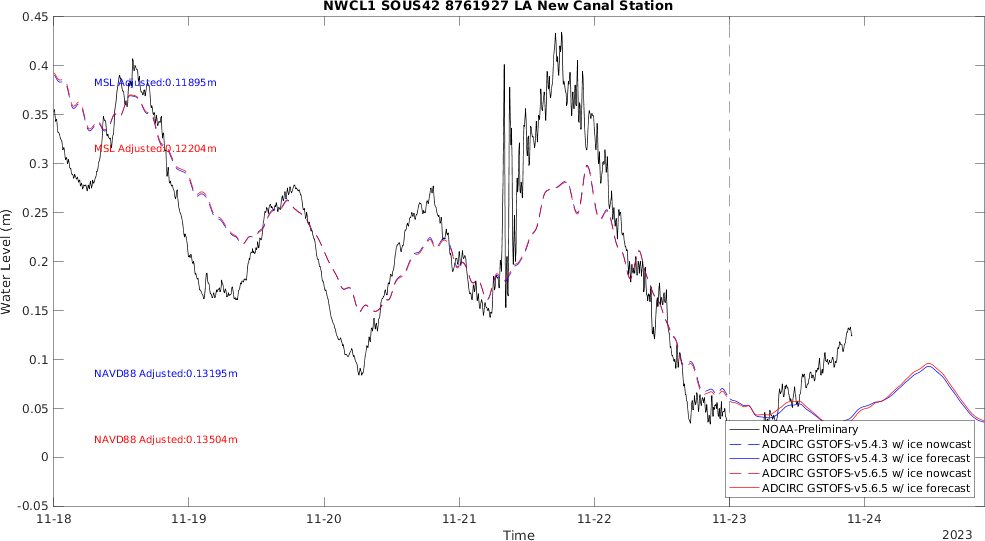 NWCL1 SOUS42 8761927 LA New Canal Station
0.45
0.4
0.35
0.3
0.25
0.2
0.15
0.1
0.05
0
-0.05
Water Level (m)
MSL Adjusted:0.11895m
MSL Adjusted:0.12204m
NAVD88 Adjusted:0.13195m
NAVD88 Adjusted:0.13504m
NOAA-Preliminary
ADCIRC GSTOFS-v5.4.3 w/ ice nowcast
ADCIRC GSTOFS-v5.4.3 w/ ice forecast
ADCIRC GSTOFS-v5.6.5 w/ ice nowcast
ADCIRC GSTOFS-v5.6.5 w/ ice forecast
11-18 11-19 11-20 11-21 11-22 11-23 11-24
Time
2023